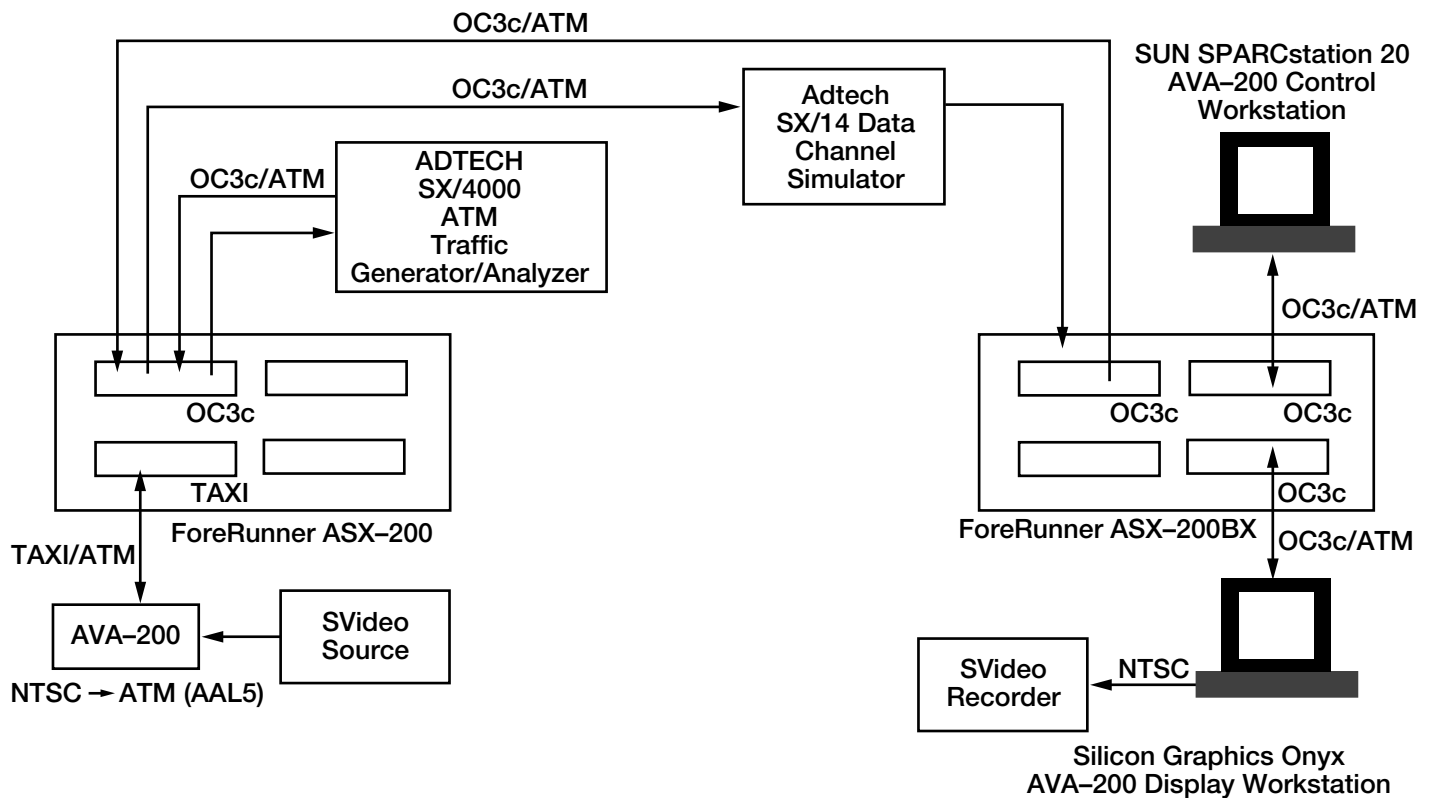 OC3c/ATM
SUN SPARCstation 20
AVA–200 Control
Workstation
OC3c/ATM
Adtech
SX/14 Data
Channel
Simulator
OC3c/ATM
ADTECH
SX/4000
ATM
Traffic
Generator/Analyzer
OC3c/ATM
OC3c
OC3c
OC3c
TAXI
OC3c
ForeRunner ASX–200
ForeRunner ASX–200BX
TAXI/ATM
OC3c/ATM
AVA–200
SVideo
Source
NTSC → ATM (AAL5)
SVideo
Recorder
NTSC
Silicon Graphics Onyx
AVA–200 Display Workstation